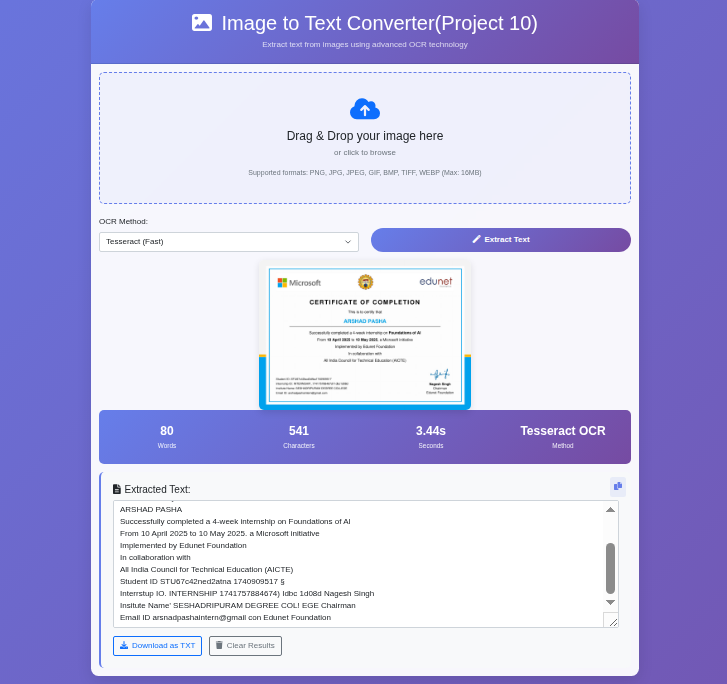 Image to Text Converter(Project 10)
Extract text from images using advanced OCR technology
Drag & Drop your image here
or click to browse
Supported formats: PNG, JPG, JPEG, GIF, BMP, TIFF, WEBP (Max: 16MB)
OCR Method:
Tesseract (Fast)
Extract Text
Microsoft
edunet
CERTIFICATE OF COMPLETION
This is to certify that
ARSHAD PASHA
Successfully completed a 4-week internship on Foundations of AI
From 10 April 2025 to 10 May 2025. a Microsoft initiative
Implemented by Edunet Foundation
In collaboration with
All India Council for Technical Education (AICTE)
Nagesh Singh
Chairman
Edunet Foundation
80
Words
541
Characters
3.44s
Seconds
Tesseract OCR
Method
Extracted Text:
ARSHAD PASHA
Successfully completed a 4-week internship on Foundations of AI
From 10 April 2025 to 10 May 2025. a Microsoft initiative
Implemented by Edunet Foundation
In collaboration with
All India Council for Technical Education (AICTE)
Student ID STU67c42ned2atna 1740909517 §
Interrstup IO. INTERNSHIP 1741757884674) Idbc 1d08d Nagesh Singh
Insitute Name' SESHADRIPURAM DEGREE COL! EGE Chairman
Email ID arsnadpashaintern@gmail con Edunet Foundation
Download as TXT
Clear Results